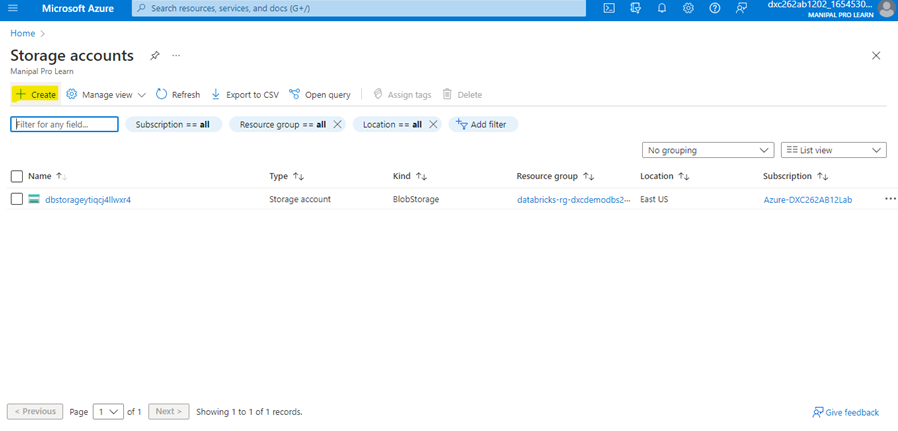 Microsoft Azure
Search resources, services, and docs (G+/)
dxc262ab1202_1654530...
MANIPAL PRO LEARN
Home >
Storage accounts
Manipal Pro Learn
+ Create
Manage view
Refresh
Export to CSV
Open query
Assign tags
Delete
Filter for any field...
Subscription == all
Resource group == all
Location == all
Add filter
No grouping
List view
Name ↑↓
Type ↑↓
Kind ↑↓
Resource group ↑↓
Location ↑↓
Subscription ↑↓
dbstorageytiqcj4llwxr4
Storage account
BlobStorage
databricks-rg-dxcdemodbs2...
East US
Azure-DXC262AB12Lab
< Previous
Page
1
of 1
Next >
Showing 1 to 1 of 1 records.
Give feedback